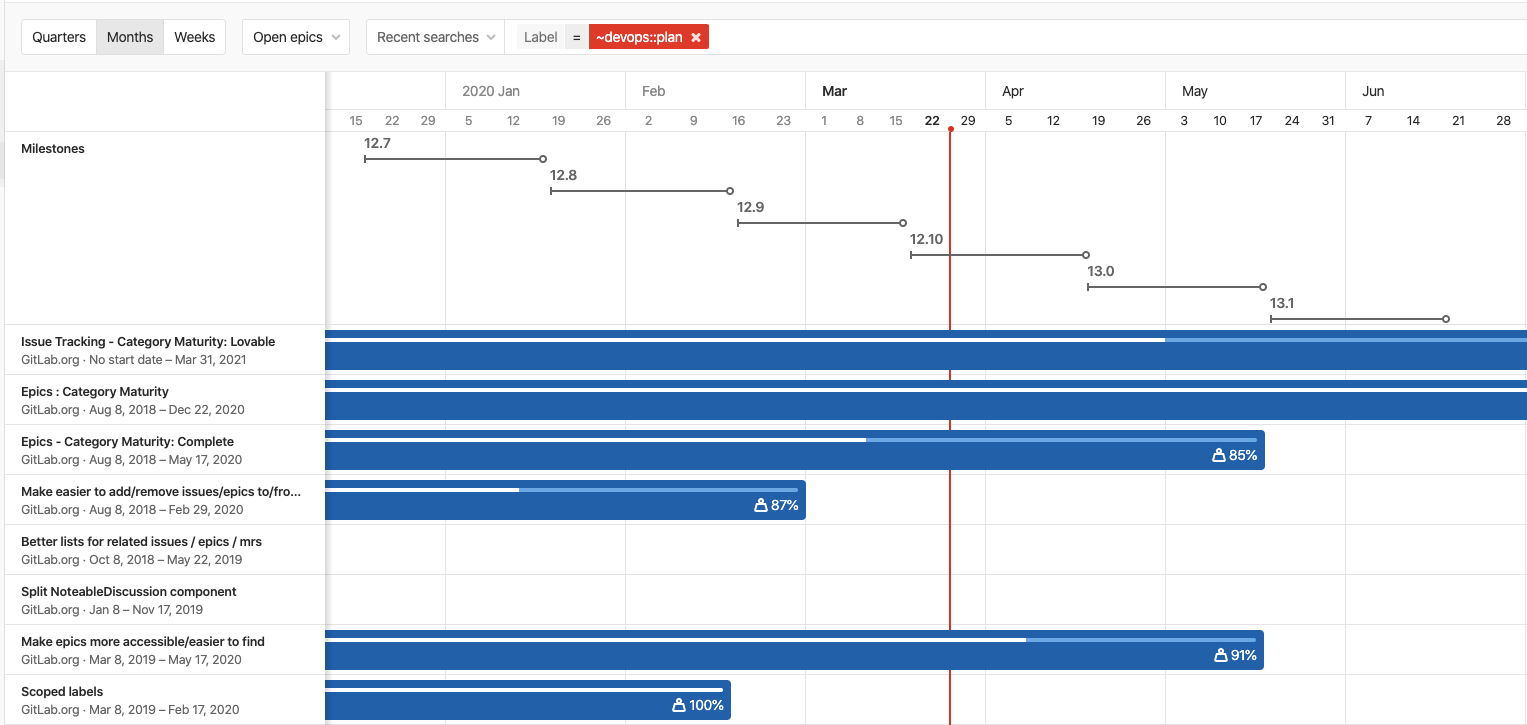 Quarters Months Weeks Open epics Recent searches Label = ~devops::plan ×
2020 Jan Feb Mar Apr May Jun
15 22 29 5 12 19 26 2 9 16 23 1 8 15 22 29 5 12 19 26 3 10 17 24 31 7 14 21 28
Milestones
12.7
12.8
12.9
12.10
13.0
13.1
Issue Tracking - Category Maturity: Lovable
GitLab.org · No start date – Mar 31, 2021
Epics : Category Maturity
GitLab.org · Aug 8, 2018 – Dec 22, 2020
Epics - Category Maturity: Complete
GitLab.org · Aug 8, 2018 – May 17, 2020
85%
Make easier to add/remove issues/epics to/fro...
GitLab.org · Aug 8, 2018 – Feb 29, 2020
87%
Better lists for related issues / epics / mrs
GitLab.org · Oct 8, 2018 – May 22, 2019
Split NoteableDiscussion component
GitLab.org · Jan 8 – Nov 17, 2019
Make epics more accessible/easier to find
GitLab.org · Mar 8, 2019 – May 17, 2020
91%
Scoped labels
GitLab.org · Mar 8, 2019 – Feb 17, 2020
100%